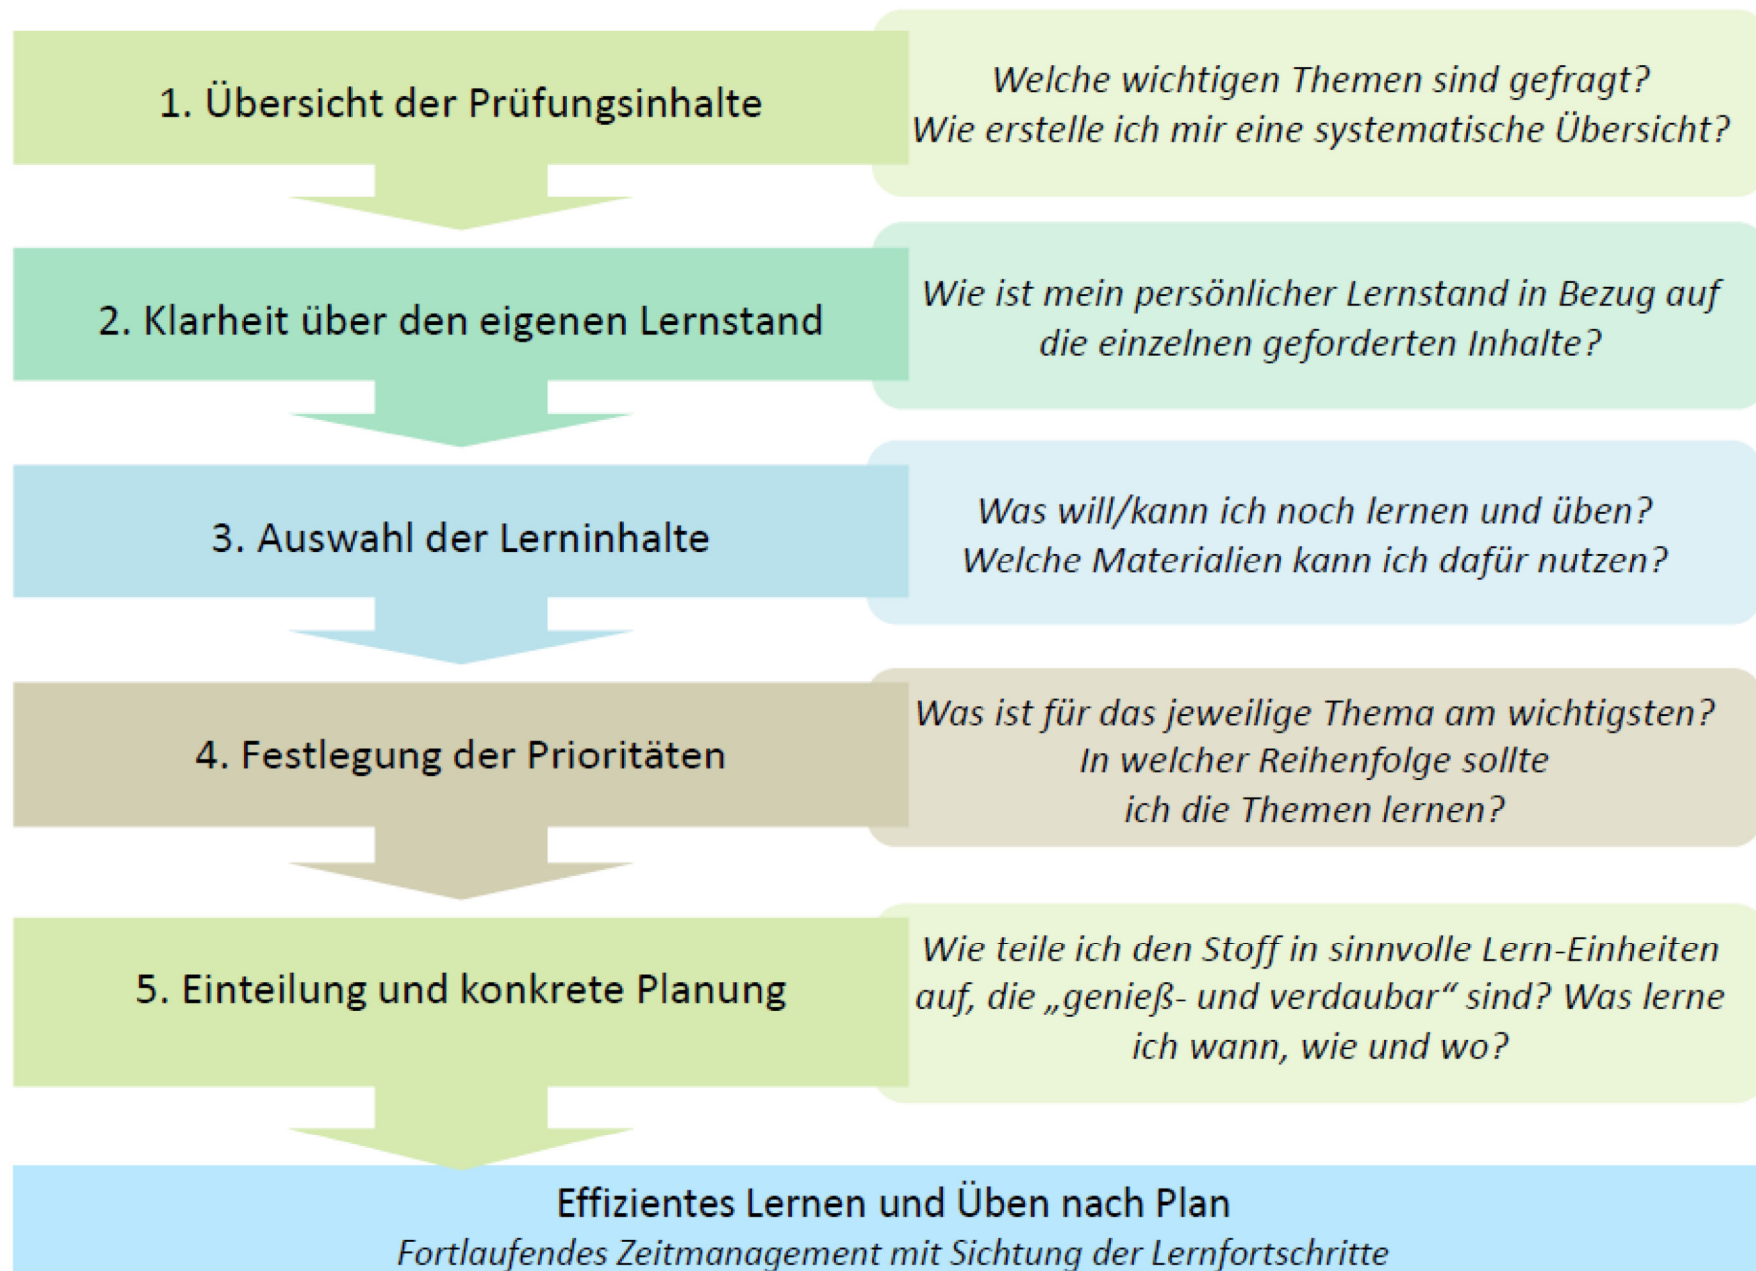 1. Übersicht der Prüfungsinhalte
Welche wichtigen Themen sind gefragt?
Wie erstelle ich mir eine systematische Übersicht?
2. Klarheit über den eigenen Lernstand
Wie ist mein persönlicher Lernstand in Bezug auf
die einzelnen geforderten Inhalte?
3. Auswahl der Lerninhalte
Was will/kann ich noch lernen und üben?
Welche Materialien kann ich dafür nutzen?
4. Festlegung der Prioritäten
Was ist für das jeweilige Thema am wichtigsten?
In welcher Reihenfolge sollte
ich die Themen lernen?
5. Einteilung und konkrete Planung
Wie teile ich den Stoff in sinnvolle Lern-Einheiten
auf, die „genieß- und verdaubar“ sind? Was lerne
ich wann, wie und wo?
Effizientes Lernen und Üben nach Plan
Fortlaufendes Zeitmanagement mit Sichtung der Lernfortschritte